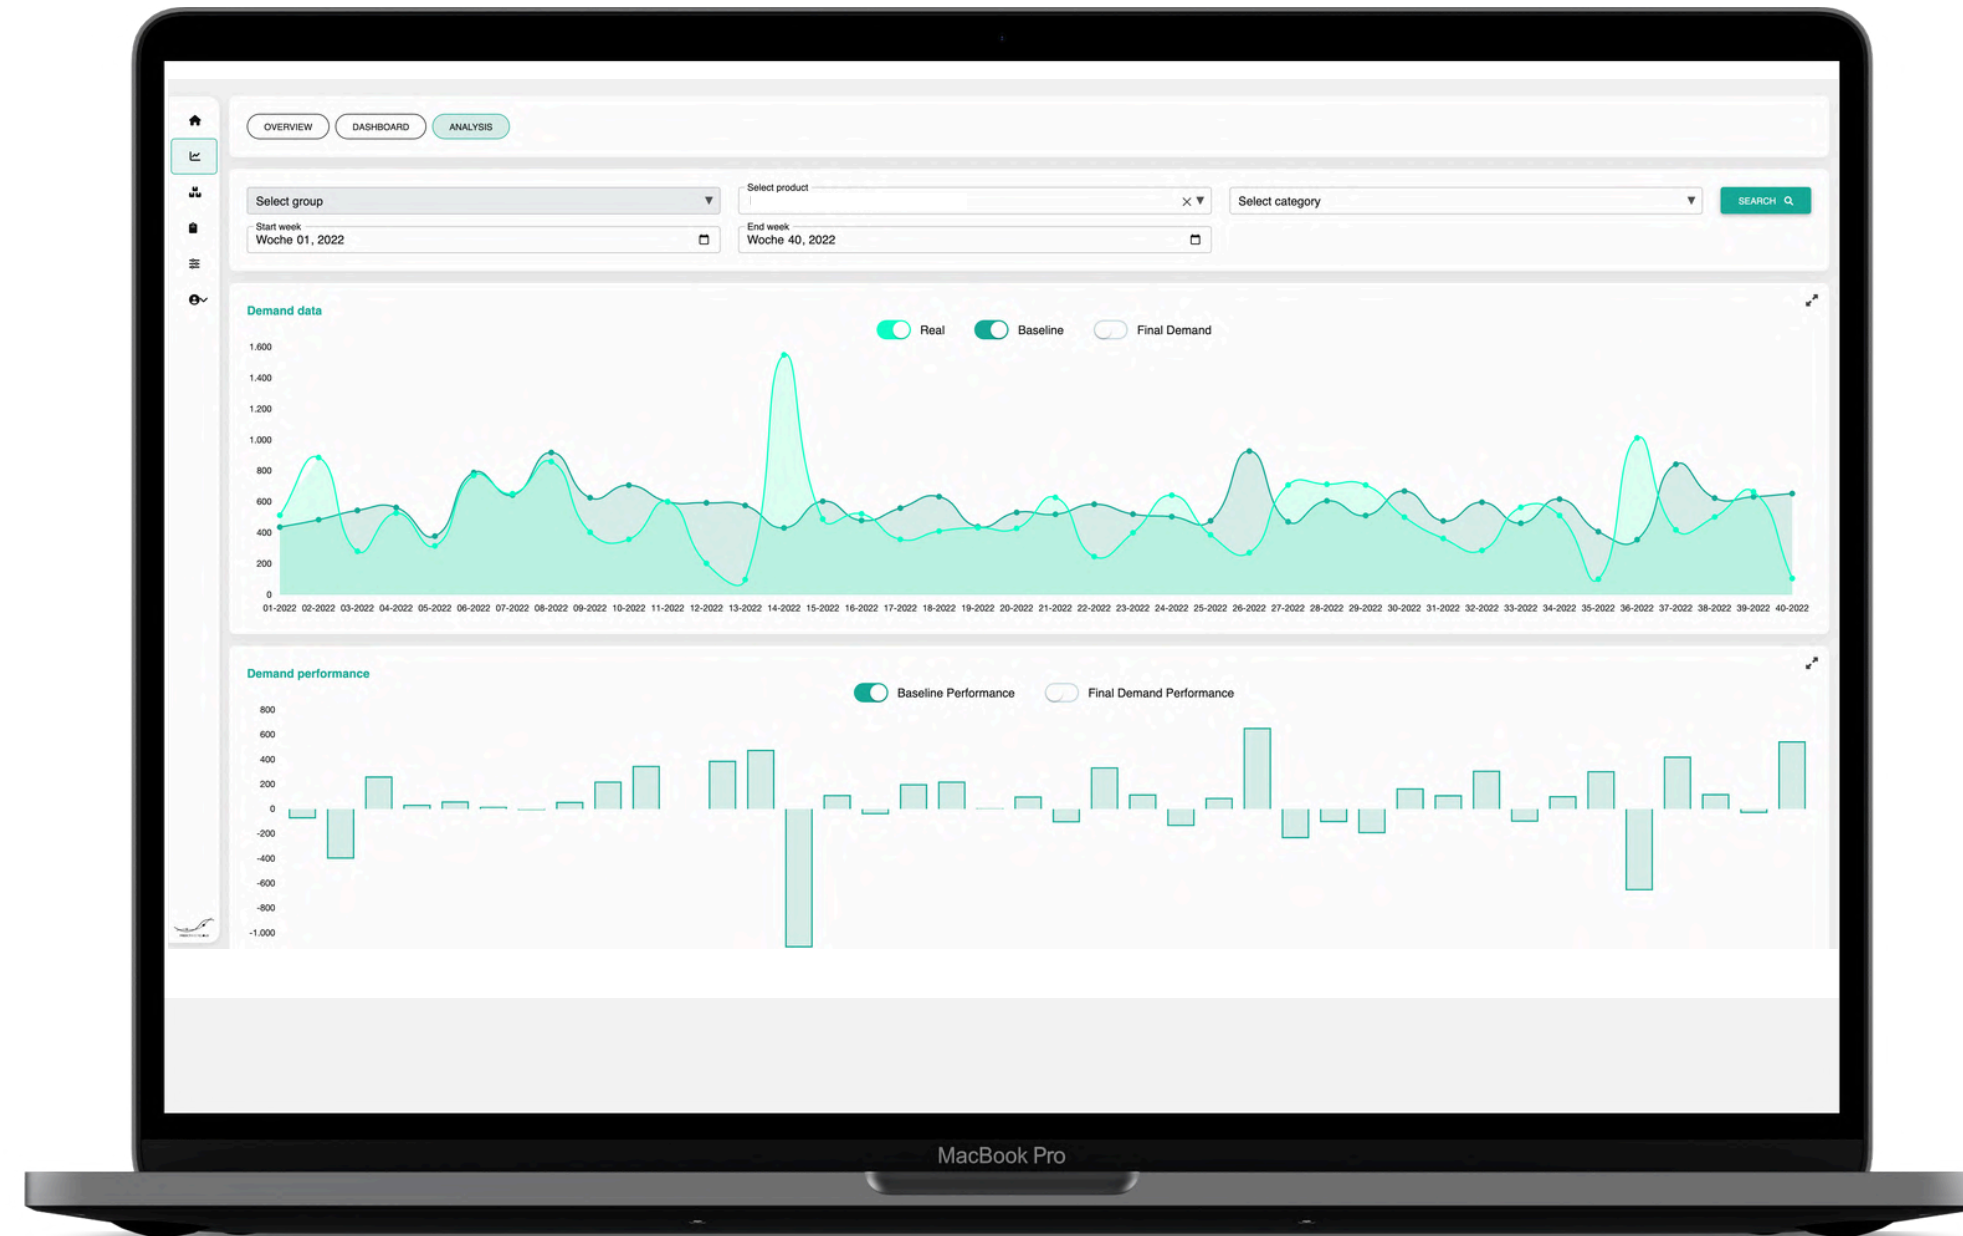 OVERVIEW DASHBOARD ANALYSIS
Select group
Select product
Select category
SEARCH
Start week
Woche 01, 2022
End week
Woche 40, 2022
Demand data
Real Baseline Final Demand
1.600
1.400
1.200
1.000
800
600
400
200
0
01-2022 02-2022 03-2022 04-2022 05-2022 06-2022 07-2022 08-2022 09-2022 10-2022 11-2022 12-2022 13-2022 14-2022 15-2022 16-2022 17-2022 18-2022 19-2022 20-2022 21-2022 22-2022 23-2022 24-2022 25-2022 26-2022 27-2022 28-2022 29-2022 30-2022 31-2022 32-2022 33-2022 34-2022 35-2022 36-2022 37-2022 38-2022 39-2022 40-2022
Demand performance
Baseline Performance Final Demand Performance
800
600
400
200
0
-200
-400
-600
-800
-1.000
MacBook Pro